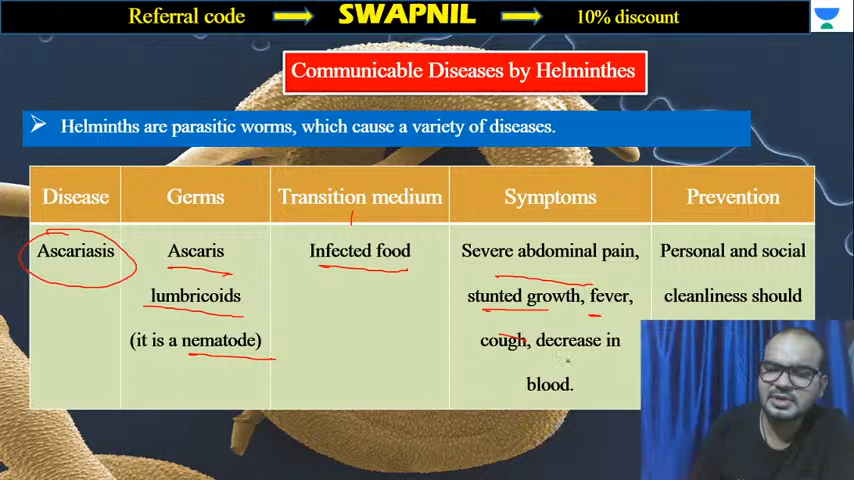 Referral code SWAPNIL 10% discount
Communicable Diseases by Helminthes
Helminths are parasitic worms, which cause a variety of diseases.
Disease Germs Transition medium Symptoms Prevention
Ascariasis
Ascaris
lumbricoids
(it is a nematode)
Infected food
Severe abdominal pain,
stunted growth, fever,
cough, decrease in
blood.
Personal and social
cleanliness should